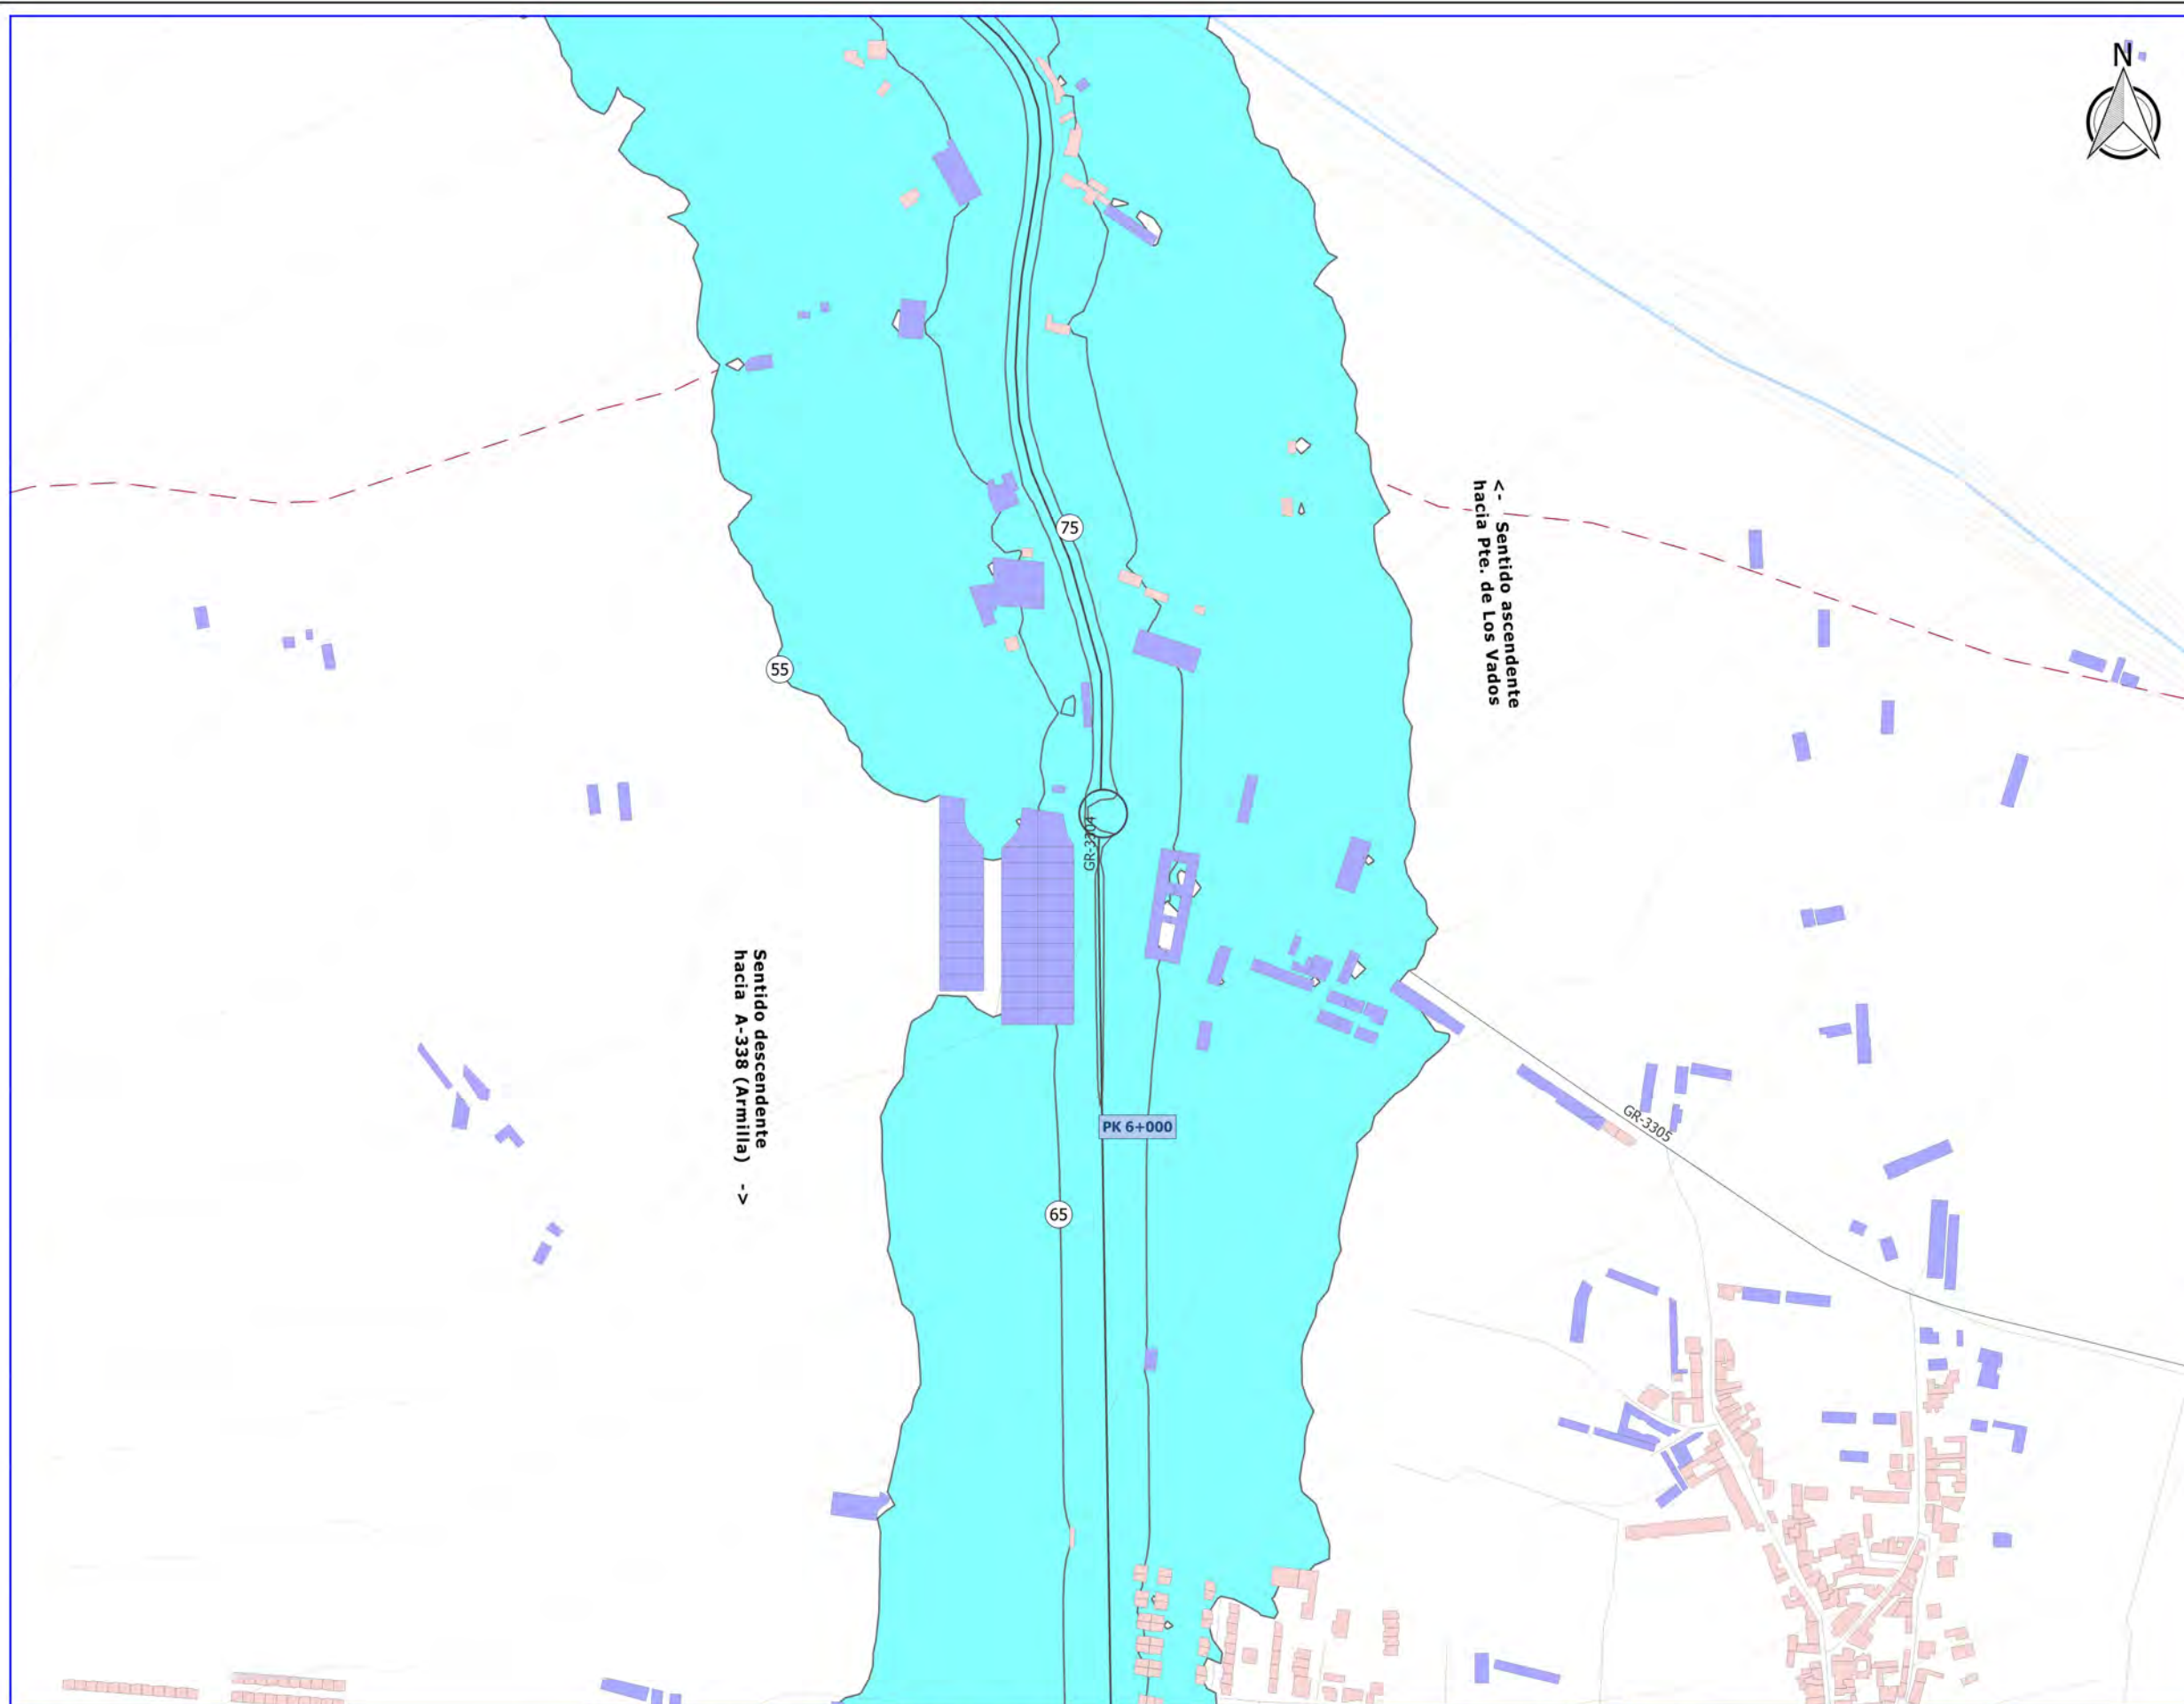 N
75
<- Sentido ascendente
hacia Pte. de Los Vados
55
GR-3304
Sentido descendente
hacia A-338 (Armilla) ->
PK 6+000
GR-3305
65